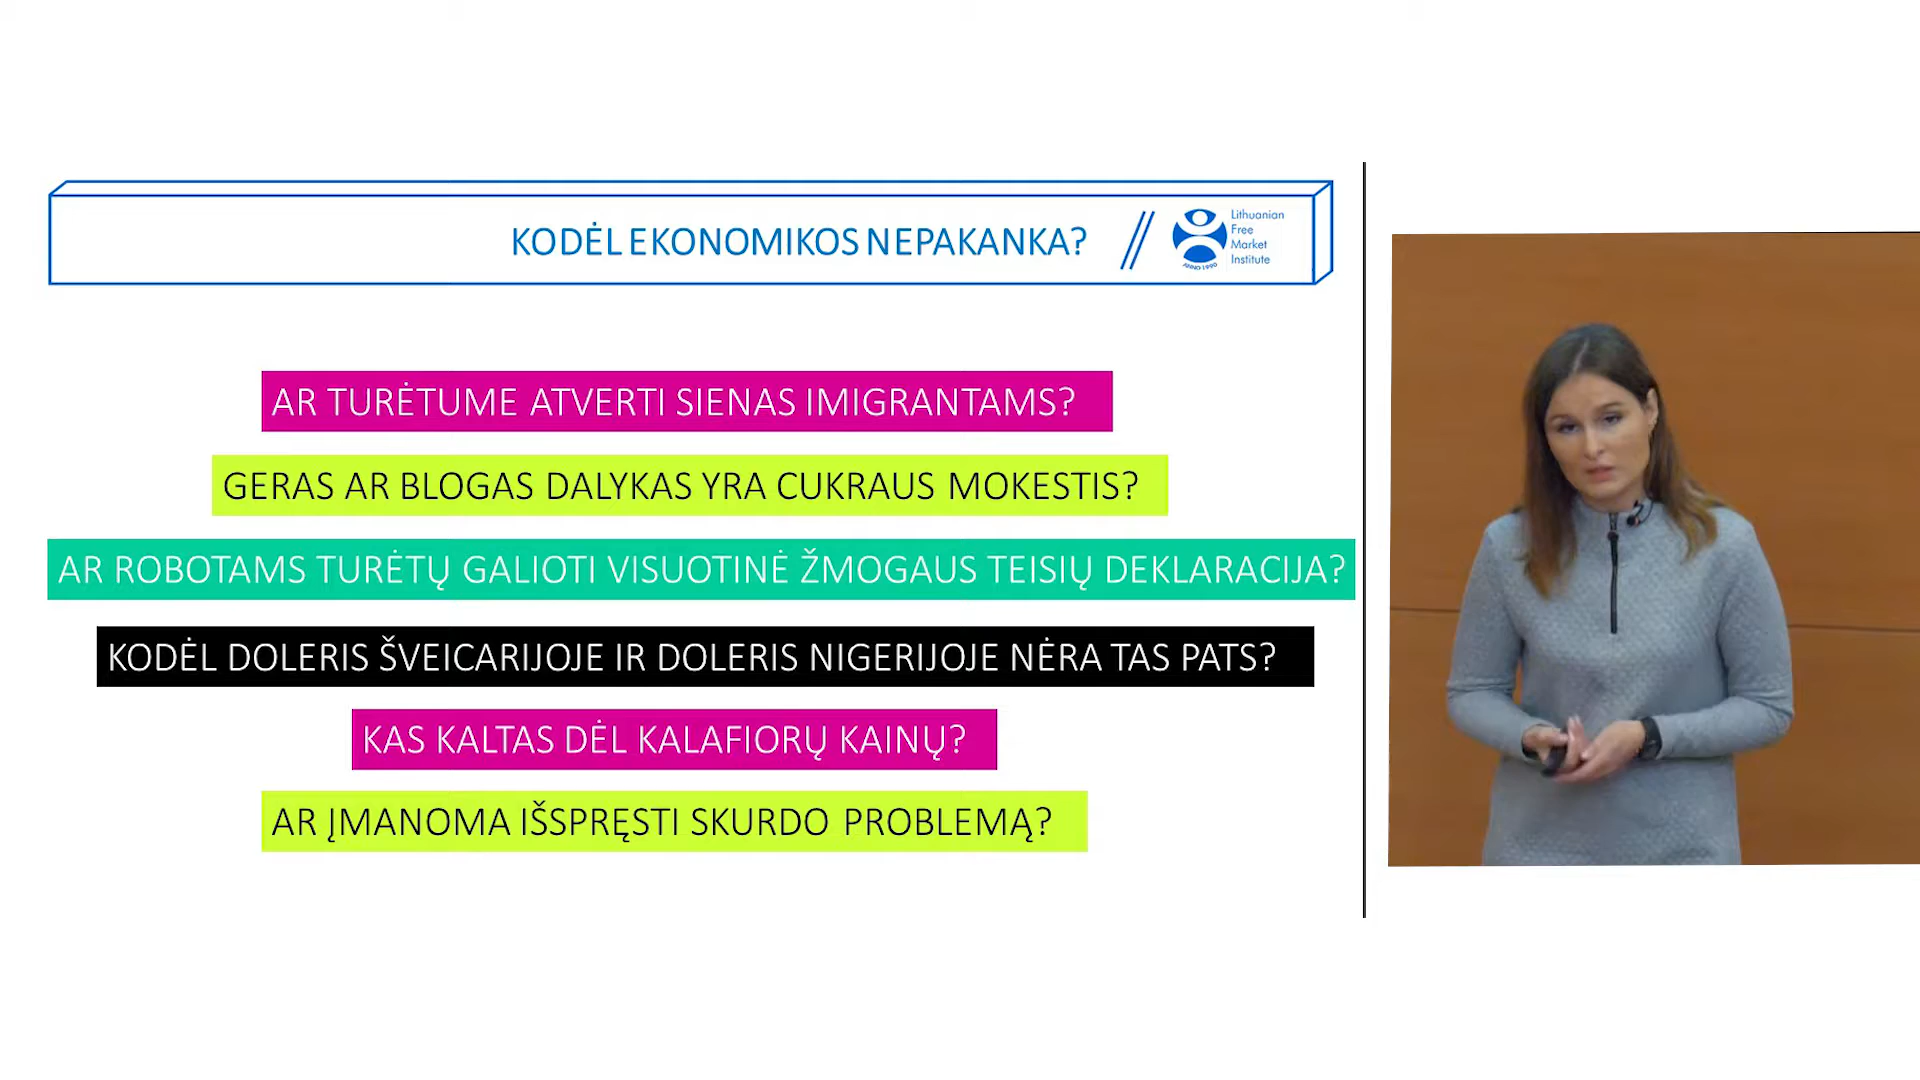 KODĖL EKONOMIKOS NEPAKANKA?
Lithuanian
Free
Market
Institute
ANNO 1990
AR TURĖTUME ATVERTI SIENAS IMIGRANTAMS?
GERAS AR BLOGAS DALYKAS YRA CUKRAUS MOKESTIS?
AR ROBOTAMS TURĖTŲ GALIOTI VISUOTINĖ ŽMOGAUS TEISIŲ DEKLARACIJA?
KODĖL DOLERIS ŠVEICARIJOJE IR DOLERIS NIGERIJOJE NĖRA TAS PATS?
KAS KALTAS DĖL KALAFIORŲ KAINŲ?
AR ĮMANOMA IŠSPRĘSTI SKURDO PROBLEMĄ?